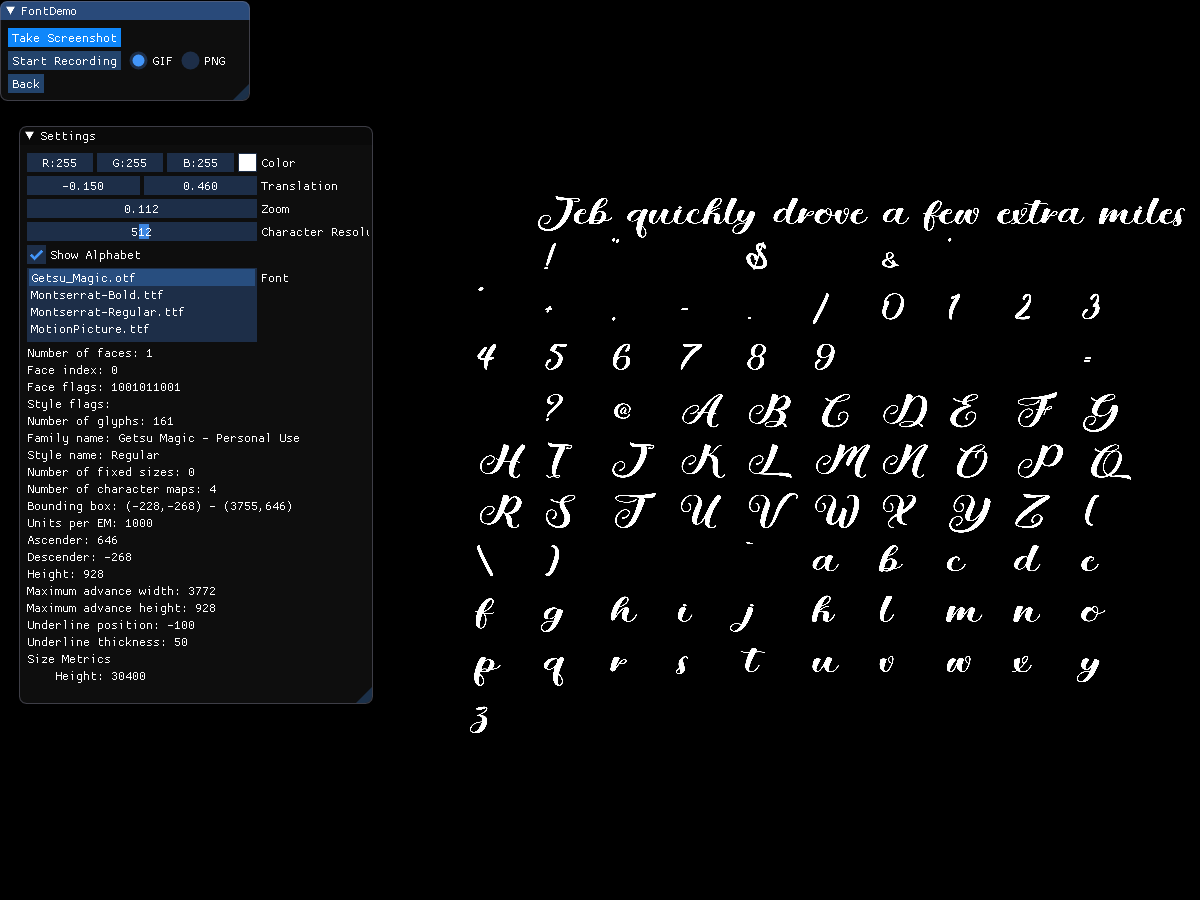 FontDemo
Take Screenshot
Start Recording GIF PNG
Back
Settings
R:255 G:255 B:255 Color
-0.150 0.460 Translation
0.112 Zoom
512 Character Resolu
Show Alphabet
Getsu_Magic.otf Font
Montserrat-Bold.ttf
Montserrat-Regular.ttf
MotionPicture.ttf
Number of faces: 1
Face index: 0
Face flags: 1001011001
Style flags:
Number of glyphs: 161
Family name: Getsu Magic - Personal Use
Style name: Regular
Number of fixed sizes: 0
Number of character maps: 4
Bounding box: (-228,-268) - (3755,646)
Units per EM: 1000
Ascender: 646
Descender: -268
Height: 928
Maximum advance width: 3772
Maximum advance height: 928
Underline position: -100
Underline thickness: 50
Size Metrics
Height: 30400
Jeb quickly drove a few extra miles
! " $ & '
* + , - . / 0 1 2 3
4 5 6 7 8 9 =
? @ A B C D E F G
H I J K L M N O P Q
R S T U V W X Y Z (
\ ) ` a b c d e
f g h i j k l m n o
p q r s t u v w x y
z